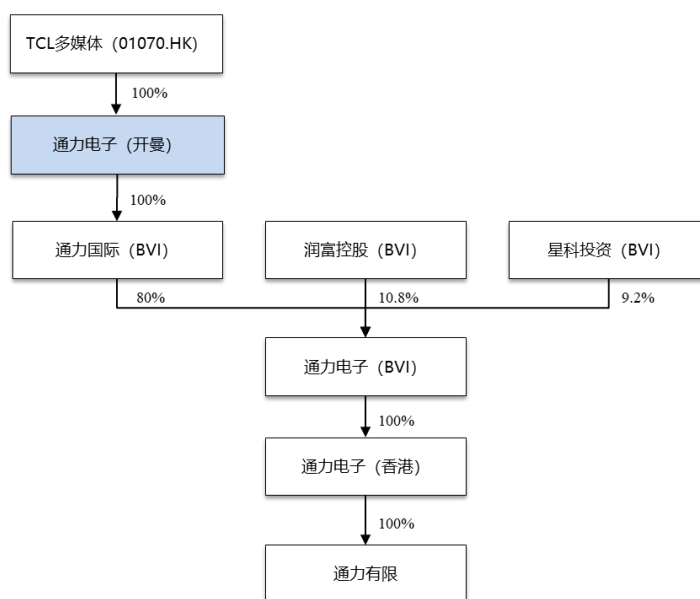 TCL多媒体（01070.HK）
100%
通力电子（开曼）
100%
通力国际（BVI）
润富控股（BVI）
星科投资（BVI）
80%
10.8%
9.2%
通力电子（BVI）
100%
通力电子（香港）
100%
通力有限